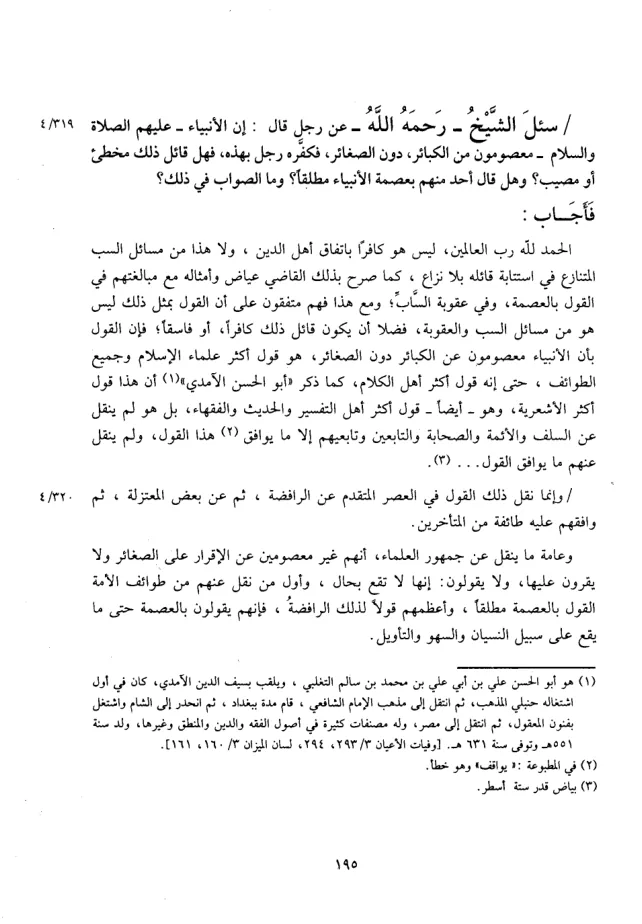 / سئلَ الشَّيْخُ ـ رَحمَهُ اللَّهُ ـ عن رجلٍ قال : إن الأنبياء ـ عليهم الصلاة ٤/٣١٩
والسلام ـ معصومون من الكبائر، دون الصغائر، فكفَّره رجل بهذه، فهل قائل ذلك مخطئ
أو مصيب؟ وهل قال أحد منهم بعصمة الأنبياء مطلقاً؟ وما الصواب في ذلك؟
فَأَجَــاب :
الحمد للّه رب العالمين، ليس هو كافرًا باتفاق أهل الدين ، ولا هذا من مسائل السب
المتنازع في استتابة قائله بلا نزاع ، كما صرح بذلك القاضي عياض وأمثاله مع مبالغتهم في
القول بالعصمة، وفي عقوبة السَّابِّ؛ ومع هذا فهم متفقون على أن القول بمثل ذلك ليس
هو من مسائل السب والعقوبة، فضلا أن يكون قائل ذلك كافراً، أو فاسقاً؛ فإن القول
بأن الأنبياء معصومون عن الكبائر دون الصغائر، هو قول أكثر علماء الإسلام وجميع
الطوائف ، حتى إنه قول أكثر أهل الكلام، كما ذكر «أبو الحسن الآمدي»(١) أن هذا قول
أكثر الأشعرية، وهو ـ أيضاً ـ قول أكثر أهل التفسير والحديث والفقهاء، بل هو لم ينقل
عن السلف والأئمة والصحابة والتابعين وتابعيهم إلا ما يوافق (٢) هذا القول، ولم ينقل
عنهم ما يوافق القول. . . (٣).
/ وإنما نقل ذلك القول في العصر المتقدم عن الرافضة ، ثم عن بعض المعتزلة ، ثم ٤/٣٢٠
وافقهم عليه طائفة من المتأخرين.
وعامة ما ينقل عن جمهور العلماء، أنهم غير معصومين عن الإقرار على الصغائر ولا
يقرون عليها، ولا يقولون: إنها لا تقع بحال ، وأول من نقل عنهم من طوائف الأمة
القول بالعصمة مطلقاً ، وأعظمهم قولاً لذلك الرافضةُ ، فإنهم يقولون بالعصمة حتى ما
يقع على سبيل النسيان والسهو والتأويل.
(١) هو أبو الحسن علي بن أبي علي بن محمد بن سالم التغلبي ، ويلقب بسيف الدين الآمدي، كان في أول
اشتغاله حنبلي المذهب، ثم انتقل إلى مذهب الإمام الشافعي ، قام مدة ببغداد ، ثم انحدر إلى الشام واشتغل
بفنون المعقول، ثم انتقل إلى مصر، وله مصنفات كثيرة في أصول الفقه والدين والمنطق وغيرها، ولد سنة
٥٥١هـ وتوفى سنة ٦٣١ هـ. [وفيات الأعيان ٣/ ٢٩٣، ٢٩٤، لسان الميزان ٣/ ١٦٠، ١٦١].
(٢) في المطبوعة :« يواقف» وهو خطأ.
(٣) بياض قدر ستة أسطر.
١٩٥